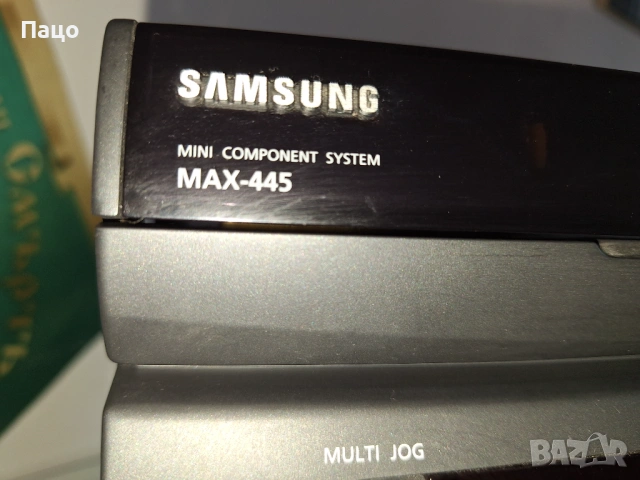 Пацо
SAMSUNG
MINI COMPONENT SYSTEM
MAX-445
MULTI JOG
BAZAR